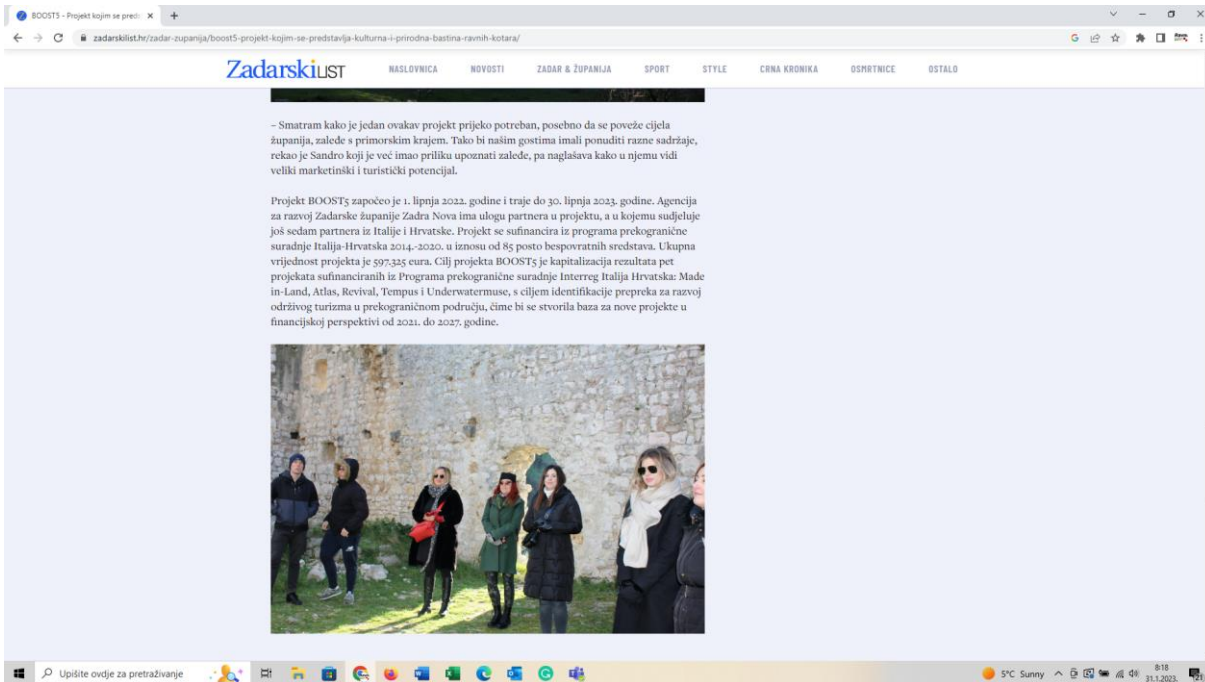 BOOST5 - Projekt kojim se preds
zadarskilist.hr/zadar-zupanija/boost5-projekt-kojim-se-predstavlja-kulturna-i-prirodna-bastina-ravnih-kotara/
Zadarski LIST
NASLOVNICA NOVOSTI ZADAR & ŽUPANIJA SPORT STYLE CRNA KRONIKA OSMRTNICE OSTALO
– Smatram kako je jedan ovakav projekt prijeko potreban, posebno da se poveže cijela
županija, zaleđe s primorskim krajem. Tako bi našim gostima imali ponuditi razne sadržaje,
rekao je Sandro koji je već imao priliku upoznati zaleđe, pa naglašava kako u njemu vidi
veliki marketinški i turistički potencijal.
Projekt BOOST5 započeo je 1. lipnja 2022. godine i traje do 30. lipnja 2023. godine. Agencija
za razvoj Zadarske županije Zadra Nova ima ulogu partnera u projektu, a u kojemu sudjeluje
još sedam partnera iz Italije i Hrvatske. Projekt se sufinancira iz programa prekogranične
suradnje Italija-Hrvatska 2014.-2020. u iznosu od 85 posto bespovratnih sredstava. Ukupna
vrijednost projekta je 597.325 eura. Cilj projekta BOOST5 je kapitalizacija rezultata pet
projekata sufinanciranih iz Programa prekogranične suradnje Interreg Italija Hrvatska: Made
in-Land, Atlas, Revival, Tempus i Underwatermuse, s ciljem identifikacije prepreka za razvoj
održivog turizma u prekograničnom području, čime bi se stvorila baza za nove projekte u
financijskoj perspektivi od 2021. do 2027. godine.
Upišite ovdje za pretraživanje
5°C Sunny
8:18
31.1.2023.